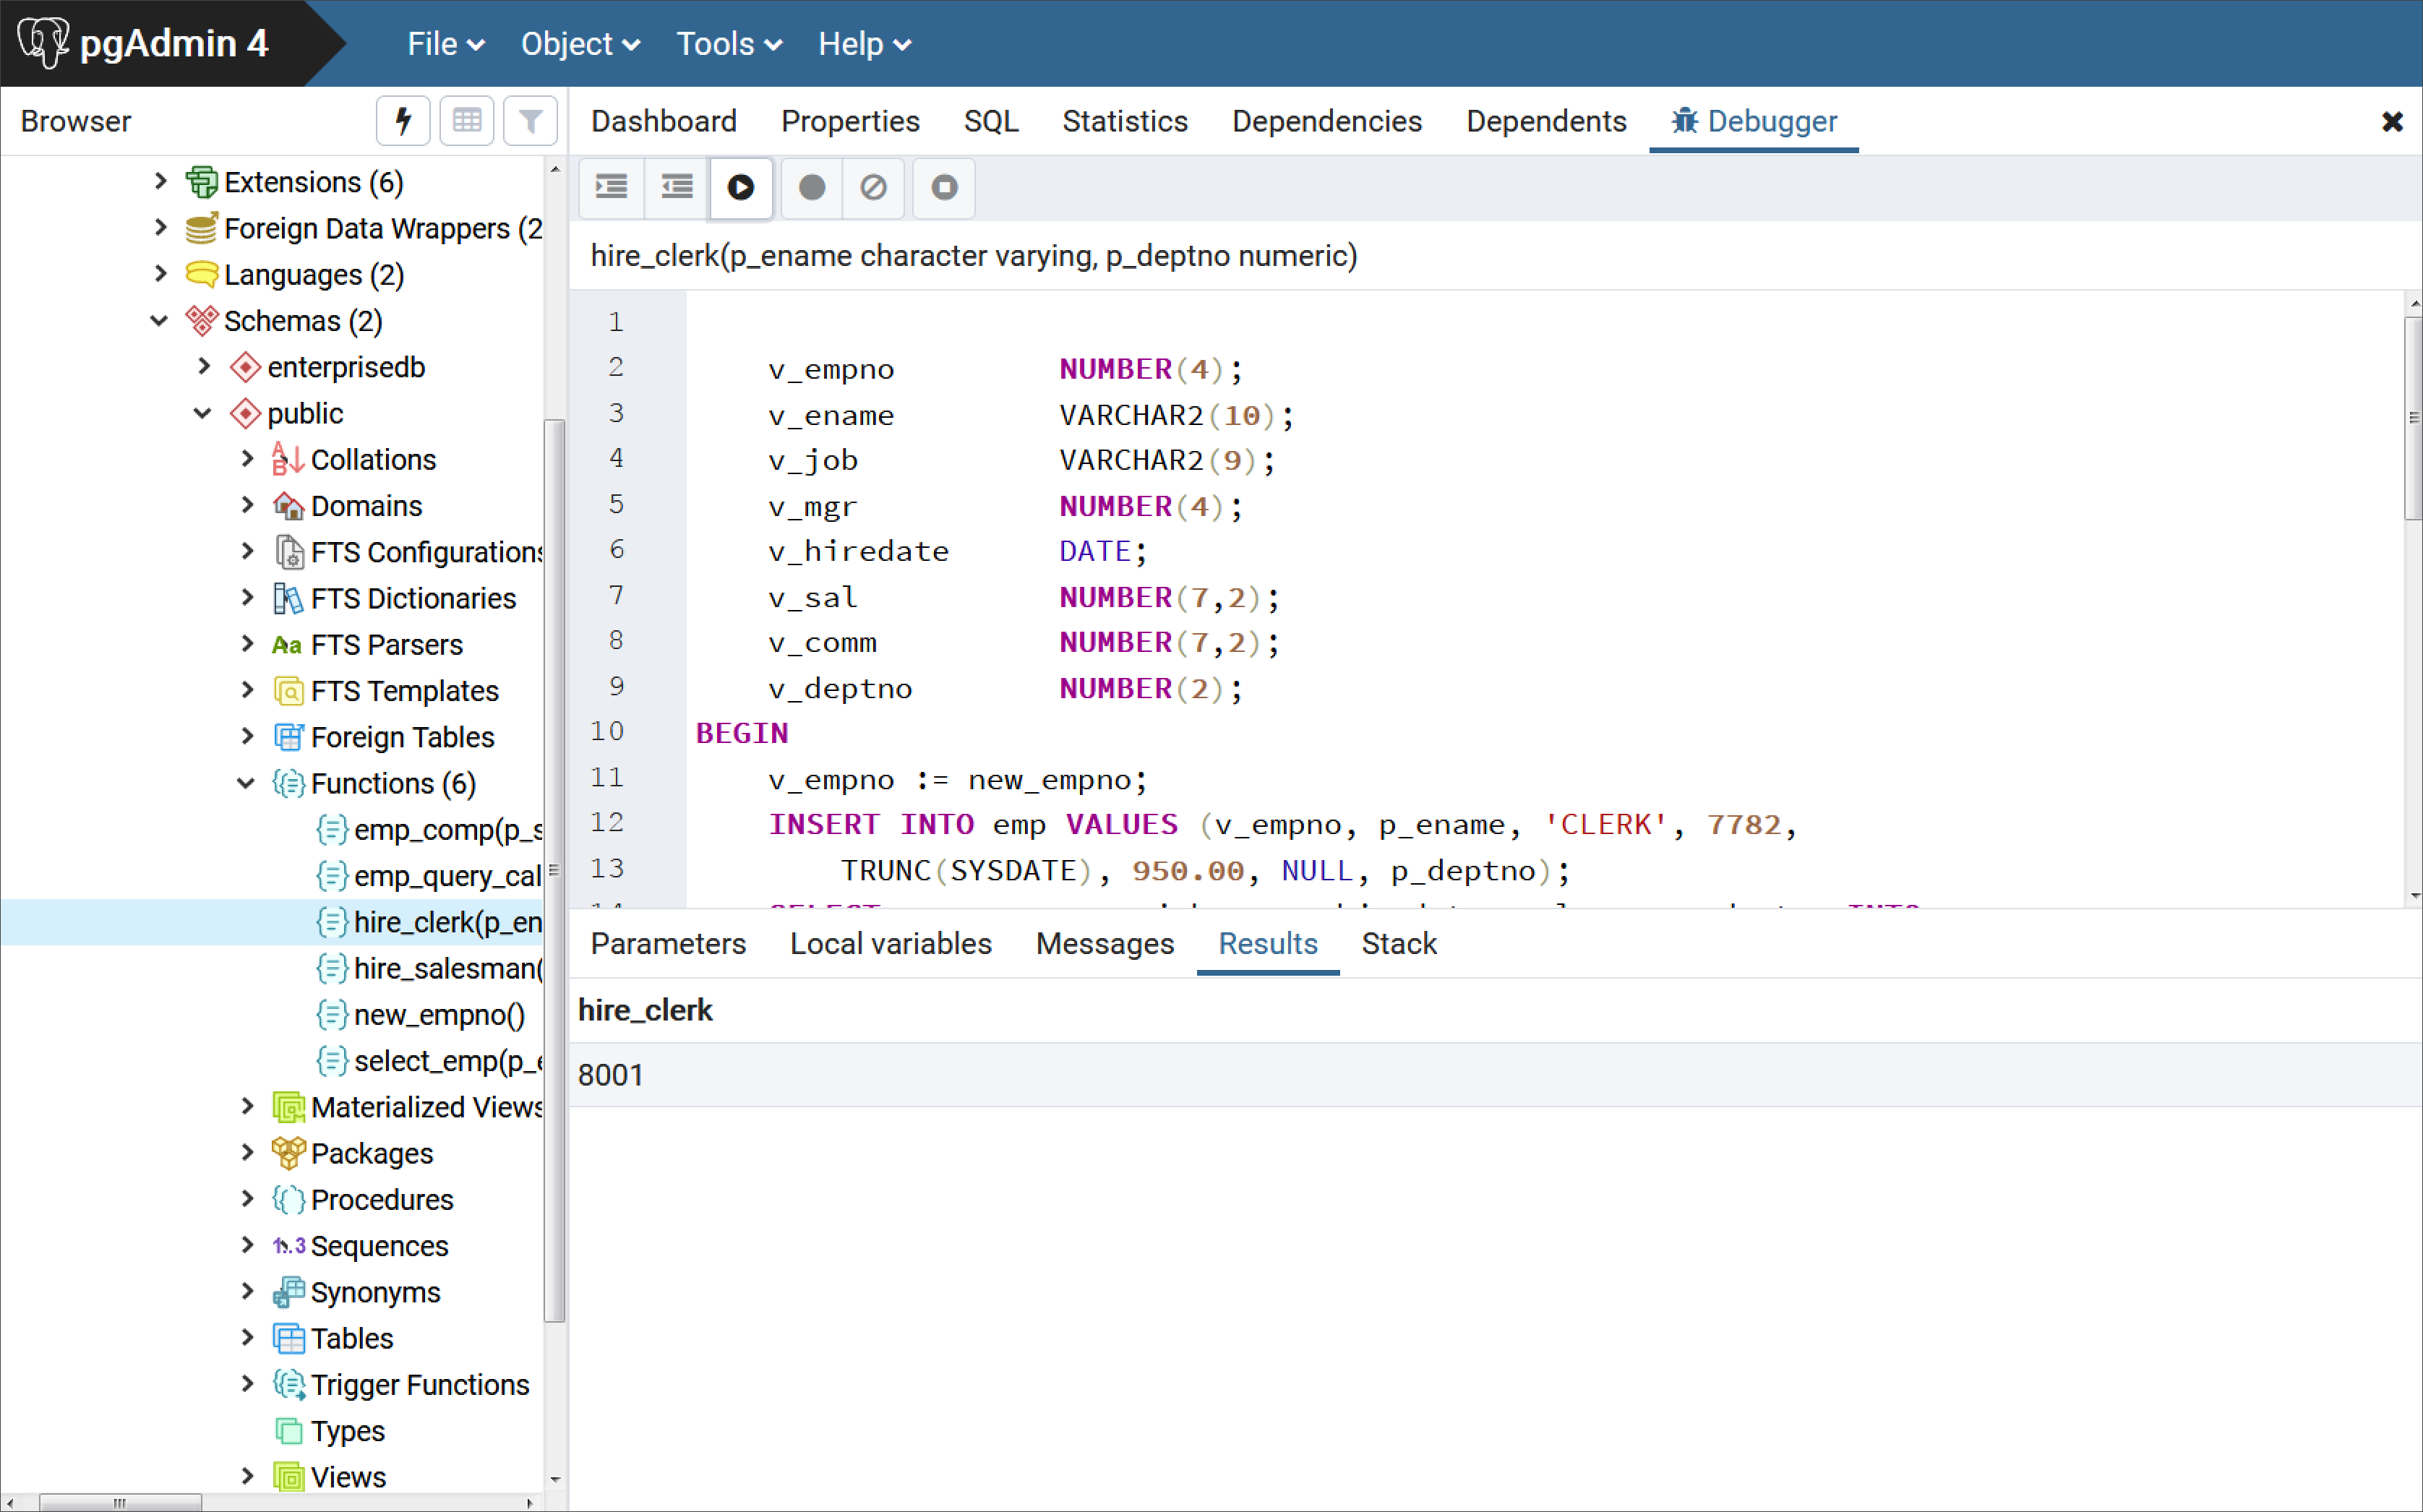 pgAdmin 4
File Object Tools Help
Browser
Dashboard Properties SQL Statistics Dependencies Dependents Debugger
Extensions (6)
Foreign Data Wrappers (2
Languages (2)
Schemas (2)
enterprisedb
public
Collations
Domains
FTS Configurations
FTS Dictionaries
Aa FTS Parsers
FTS Templates
Foreign Tables
Functions (6)
emp_comp(p_s
emp_query_cal
hire_clerk(p_en
hire_salesman(
new_empno()
select_emp(p_e
Materialized Views
Packages
Procedures
1..3 Sequences
Synonyms
Tables
Trigger Functions
Types
Views
hire_clerk(p_ename character varying, p_deptno numeric)
1
2 v_empno NUMBER(4);
3 v_ename VARCHAR2(10);
4 v_job VARCHAR2(9);
5 v_mgr NUMBER(4);
6 v_hiredate DATE;
7 v_sal NUMBER(7,2);
8 v_comm NUMBER(7,2);
9 v_deptno NUMBER(2);
10 BEGIN
11 v_empno := new_empno;
12 INSERT INTO emp VALUES (v_empno, p_ename, 'CLERK', 7782,
13 TRUNC(SYSDATE), 950.00, NULL, p_deptno);
Parameters Local variables Messages Results Stack
hire_clerk
8001